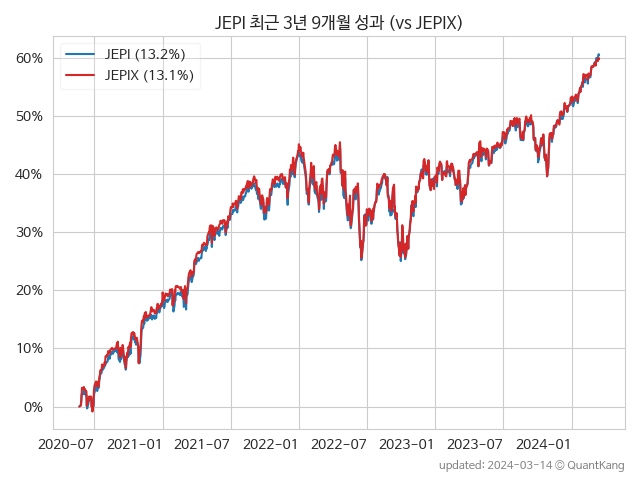 JEPI 최근 3년 9개월 성과 (vs JEPIX)
JEPI (13.2%)
JEPIX (13.1%)
60%
50%
40%
30%
20%
10%
0%
2020-07 2021-01 2021-07 2022-01 2022-07 2023-01 2023-07 2024-01
updated: 2024-03-14 © QuantKang